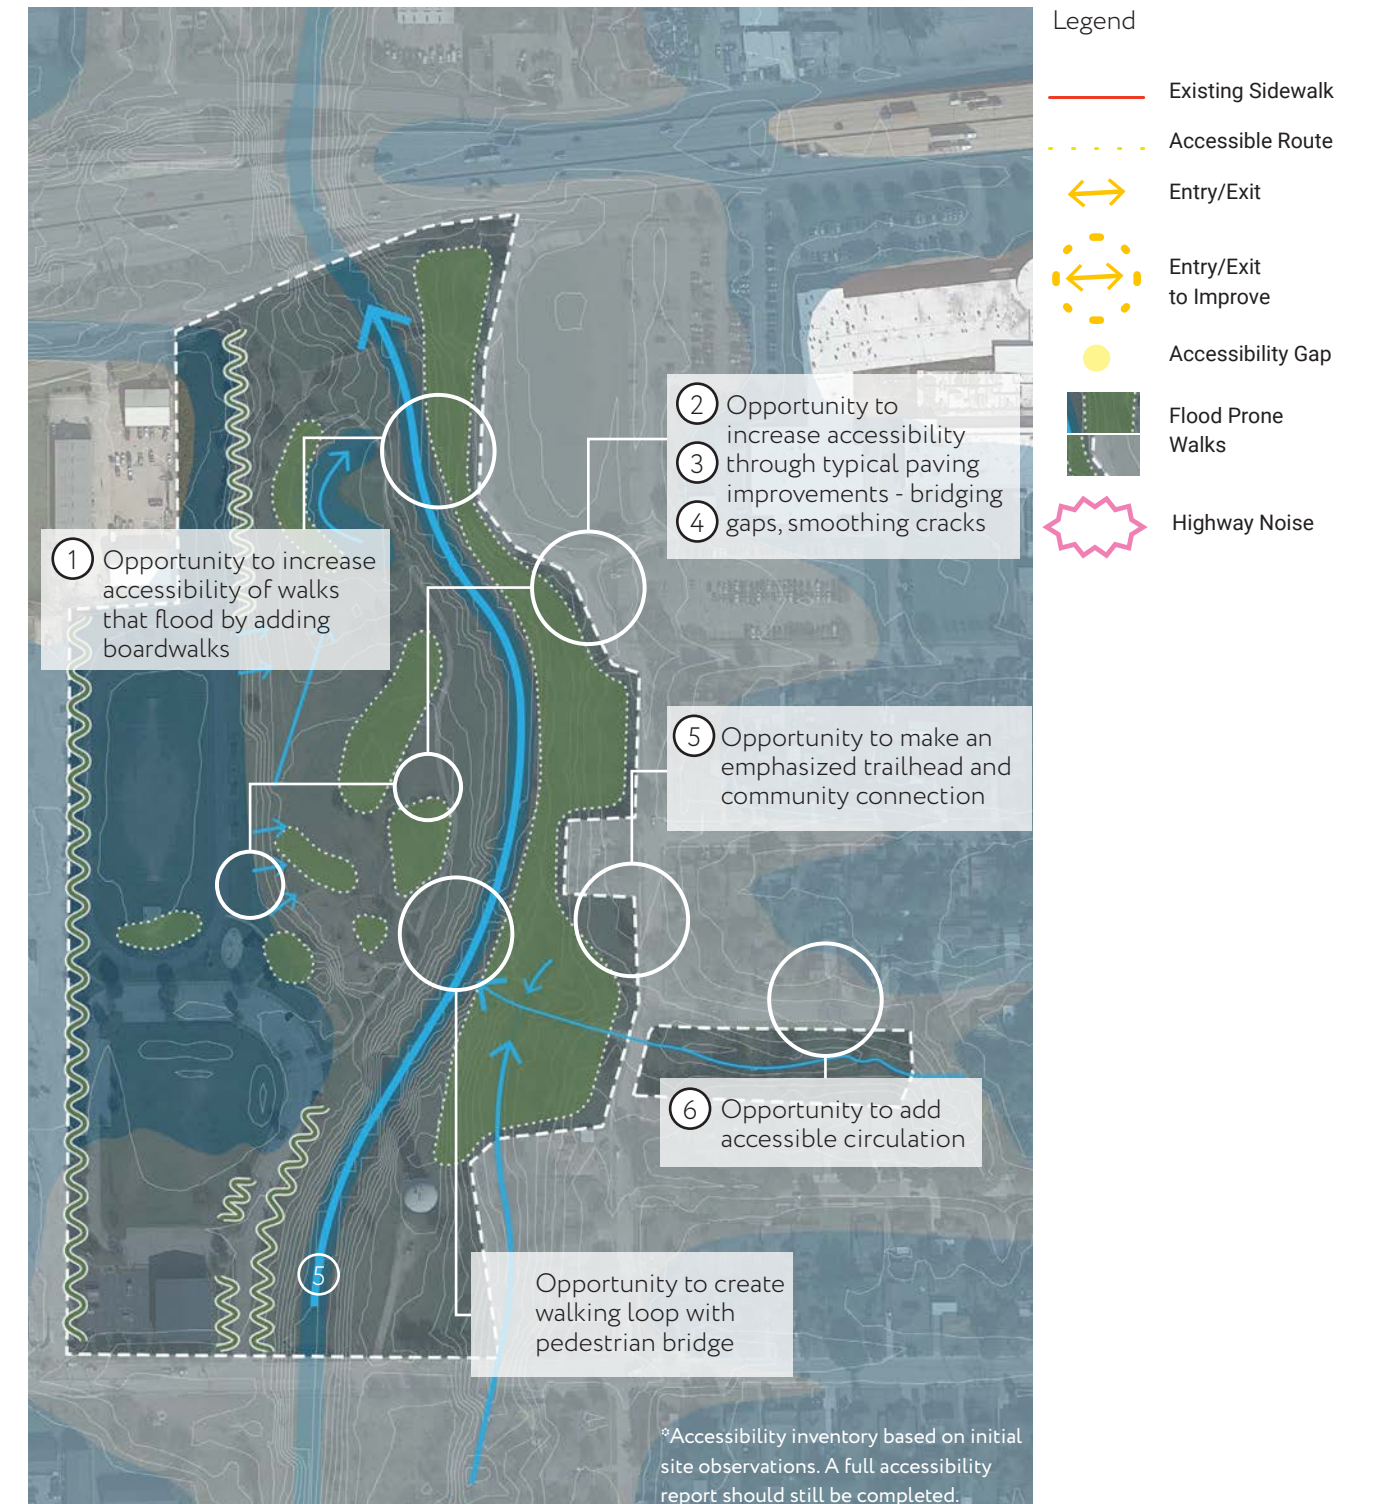 Legend
Existing Sidewalk
Accessible Route
Entry/Exit
Entry/Exit
to Improve
Accessibility Gap
Flood Prone
Walks
Highway Noise
2 Opportunity to
increase accessibility
3 through typical paving
improvements - bridging
4 gaps, smoothing cracks
1 Opportunity to increase
accessibility of walks
that flood by adding
boardwalks
5 Opportunity to make an
emphasized trailhead and
community connection
6 Opportunity to add
accessible circulation
5
Opportunity to create
walking loop with
pedestrian bridge
*Accessibility inventory based on initial
site observations. A full accessibility
report should still be completed.